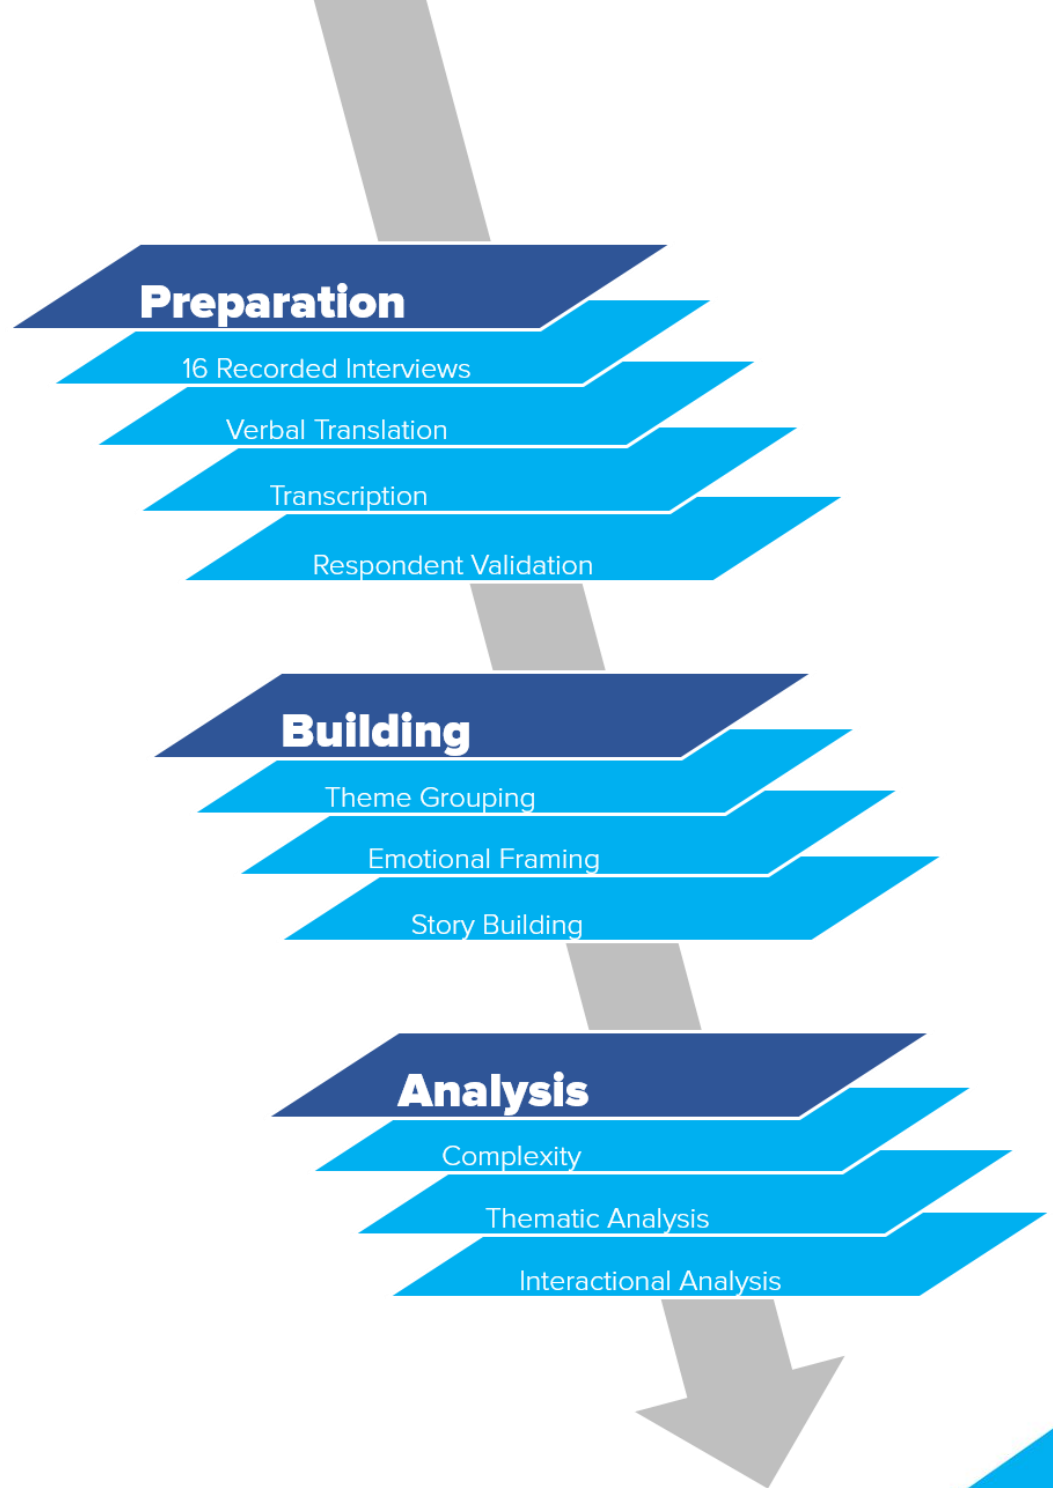 Preparation
16 Recorded Interviews
Verbal Translation
Transcription
Respondent Validation
Building
Theme Grouping
Emotional Framing
Story Building
Analysis
Complexity
Thematic Analysis
Interactional Analysis